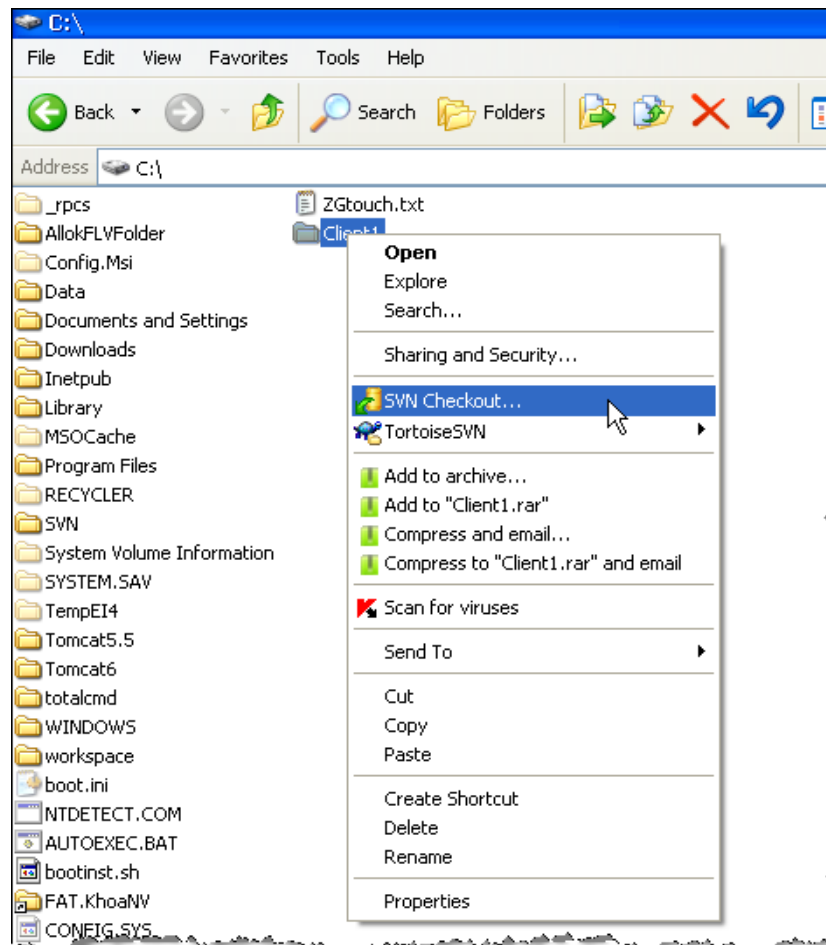 C:\
File Edit View Favorites Tools Help
Back Search Folders
Address C:\
_rpcs
AllokFLVFolder
Config.Msi
Data
Documents and Settings
Downloads
Inetpub
Library
MSOCache
Program Files
RECYCLER
SVN
System Volume Information
SYSTEM.SAV
TempEI4
Tomcat5.5
Tomcat6
totalcmd
WINDOWS
workspace
boot.ini
NTDETECT.COM
AUTOEXEC.BAT
bootinst.sh
FAT.KhoaNV
CONFIG.SYS
ZGtouch.txt
Client1
Open
Explore
Search...
Sharing and Security...
SVN Checkout...
TortoiseSVN
Add to archive...
Add to "Client1.rar"
Compress and email...
Compress to "Client1.rar" and email
Scan for viruses
Send To
Cut
Copy
Paste
Create Shortcut
Delete
Rename
Properties